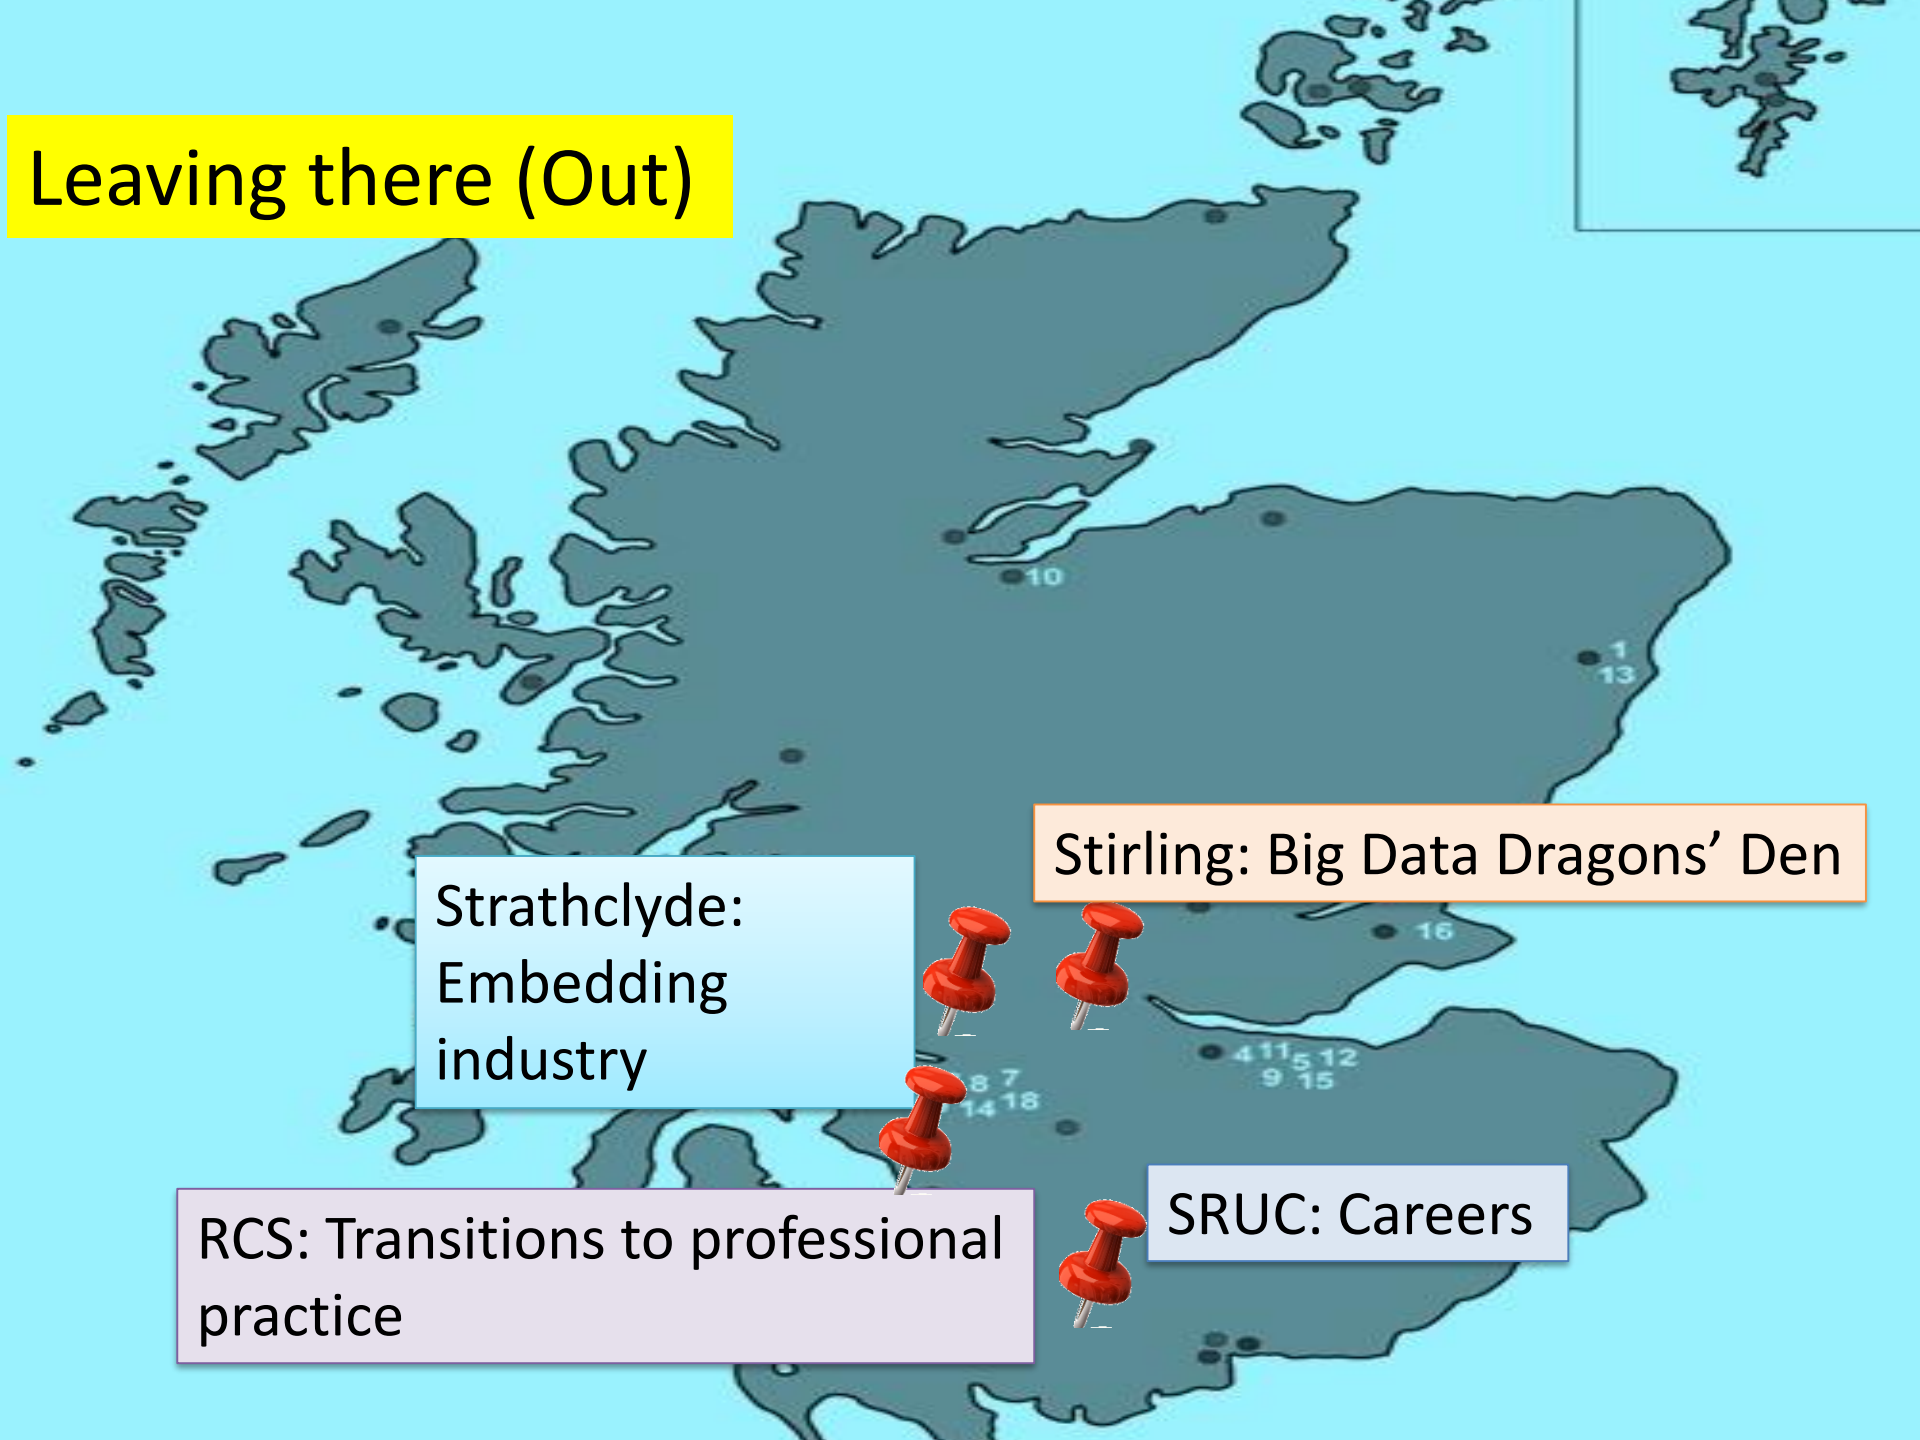 Leaving there (Out)
10
1
13
Stirling: Big Data Dragons’ Den
Strathclyde:
Embedding
industry
16
4 11 5 12
9 15
8 7
14 18
SRUC: Careers
RCS: Transitions to professional
practice